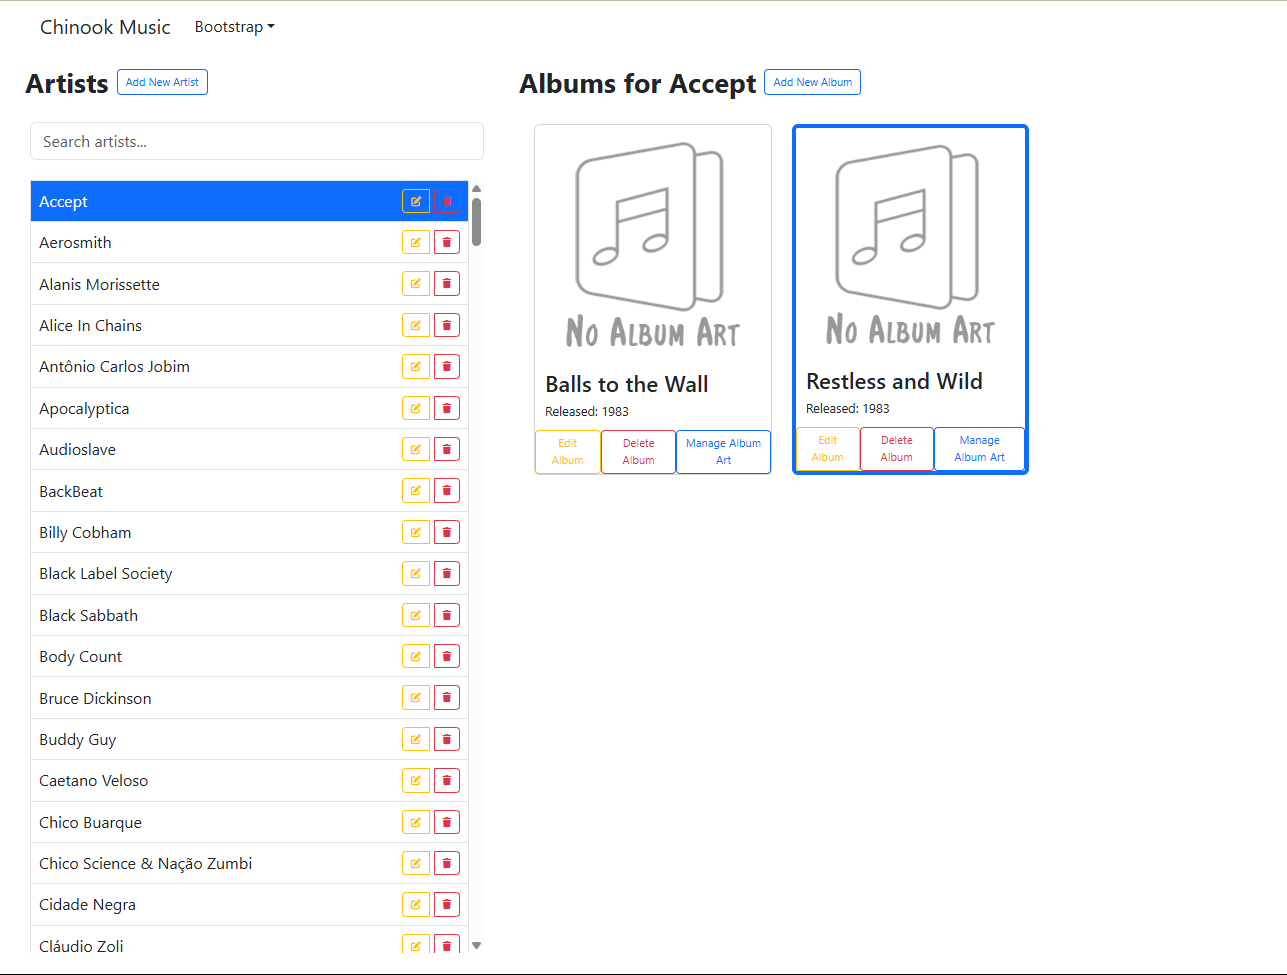 Chinook Music Bootstrap
Artists Add New Artist
Search artists...
Accept
Aerosmith
Alanis Morissette
Alice In Chains
Antônio Carlos Jobim
Apocalyptica
Audioslave
BackBeat
Billy Cobham
Black Label Society
Black Sabbath
Body Count
Bruce Dickinson
Buddy Guy
Caetano Veloso
Chico Buarque
Chico Science & Nação Zumbi
Cidade Negra
Cláudio Zoli
Albums for Accept Add New Album
No Album Art
Balls to the Wall
Released: 1983
Edit
Album
Delete
Album
Manage Album
Art
No Album Art
Restless and Wild
Released: 1983
Edit
Album
Delete
Album
Manage
Album Art